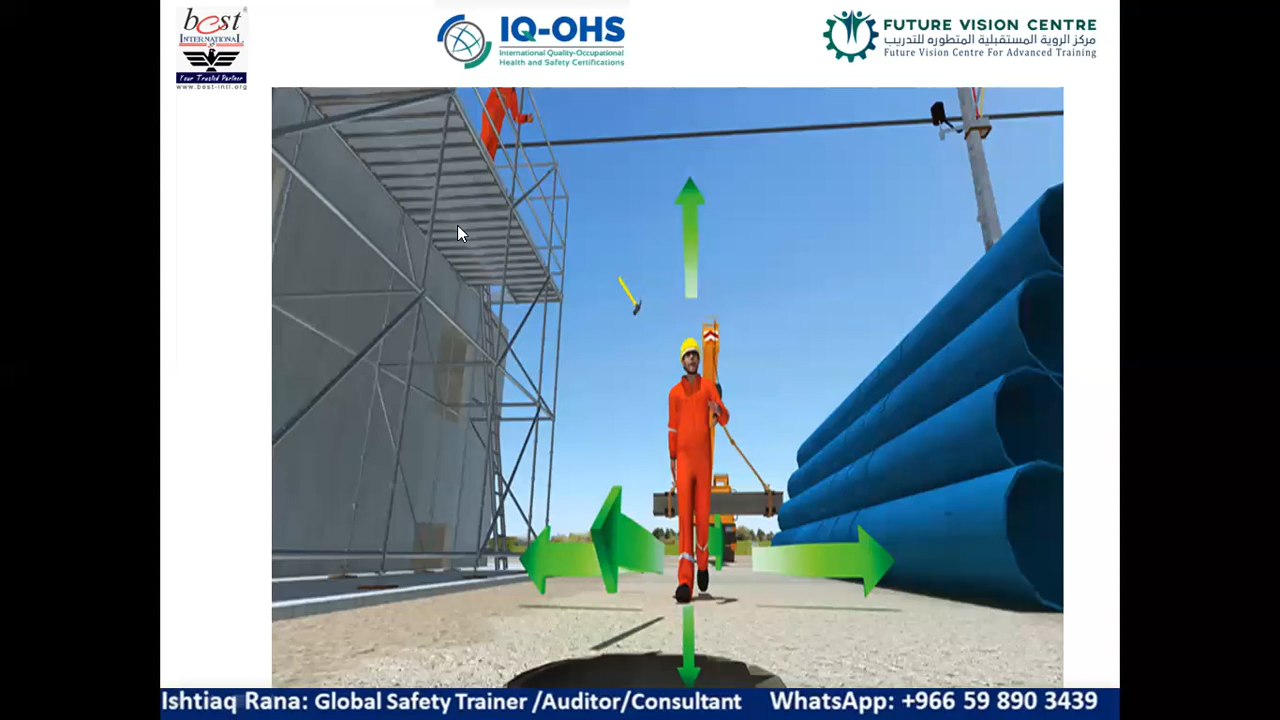 best
INTERNATIONAL
Your Trusted Partner
www.best-intl.org
IQ-OHS
International Quality-Occupational
Health and Safety Certifications
FUTURE VISION CENTRE
مركز الروية المستقبلية المتطوره للتدريب
Future Vision Centre For Advanced Training
Ishtiaq Rana: Global Safety Trainer /Auditor/Consultant WhatsApp: +966 59 890 3439